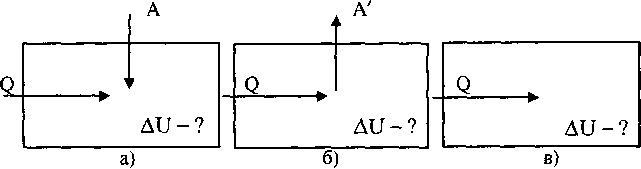 A A′
Q Q Q
ΔU – ? ΔU – ? ΔU – ?
а) б) в)